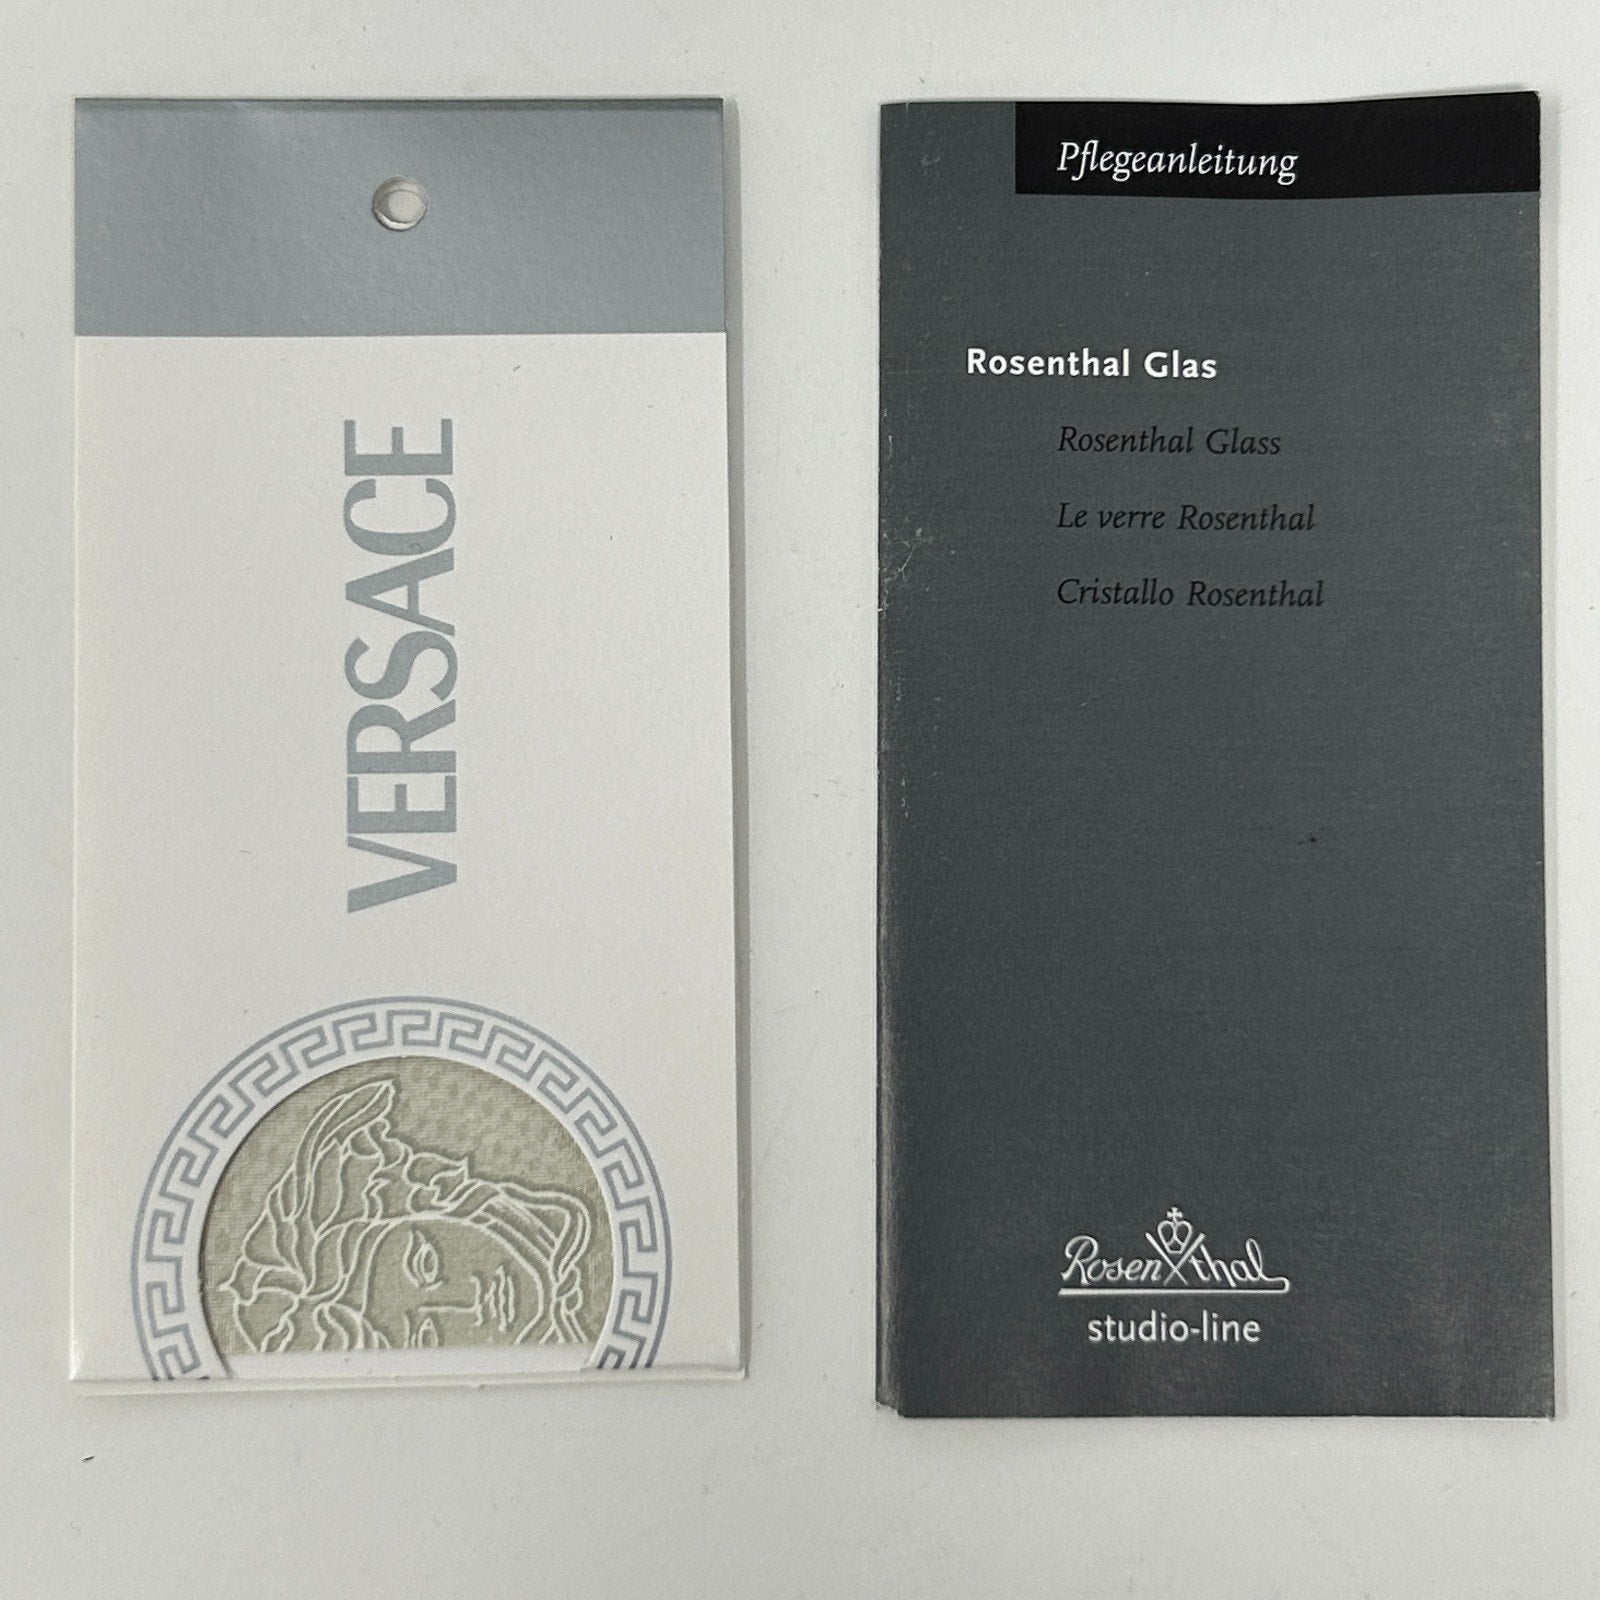 VERSACE
Pflegeanleitung
Rosenthal Glas
Rosenthal Glass
Le verre Rosenthal
Cristallo Rosenthal
Rosenthal
studio-line